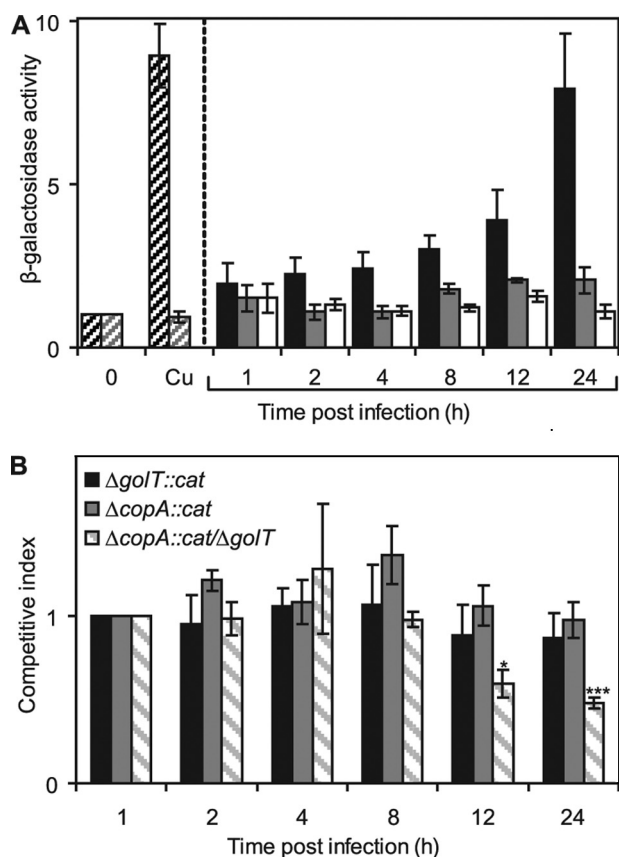 A
β-galactosidase activity
10
5
0
0 Cu 1 2 4 8 12 24
Time post infection (h)
B
ΔgolT::cat
ΔcopA::cat
ΔcopA::cat/ΔgolT
Competitive index
1
0
*
***
1 2 4 8 12 24
Time post infection (h)